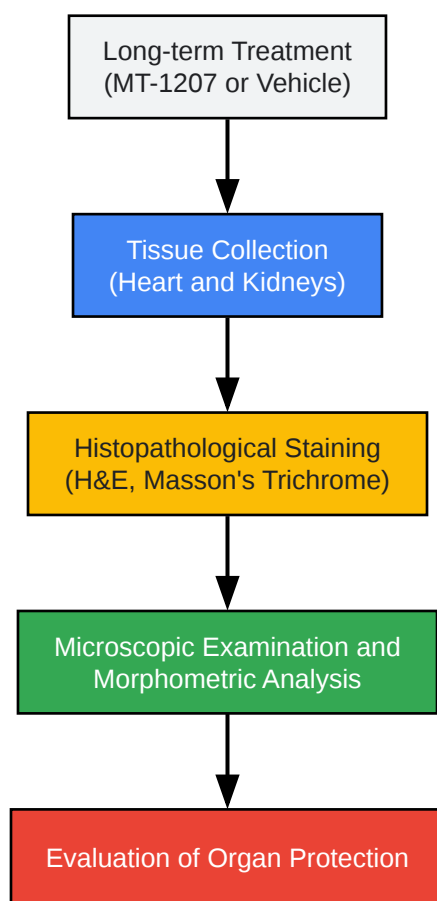 Long-term Treatment
(MT-1207 or Vehicle)
Tissue Collection
(Heart and Kidneys)
Histopathological Staining
(H&E, Masson's Trichrome)
Microscopic Examination and
Morphometric Analysis
Evaluation of Organ Protection